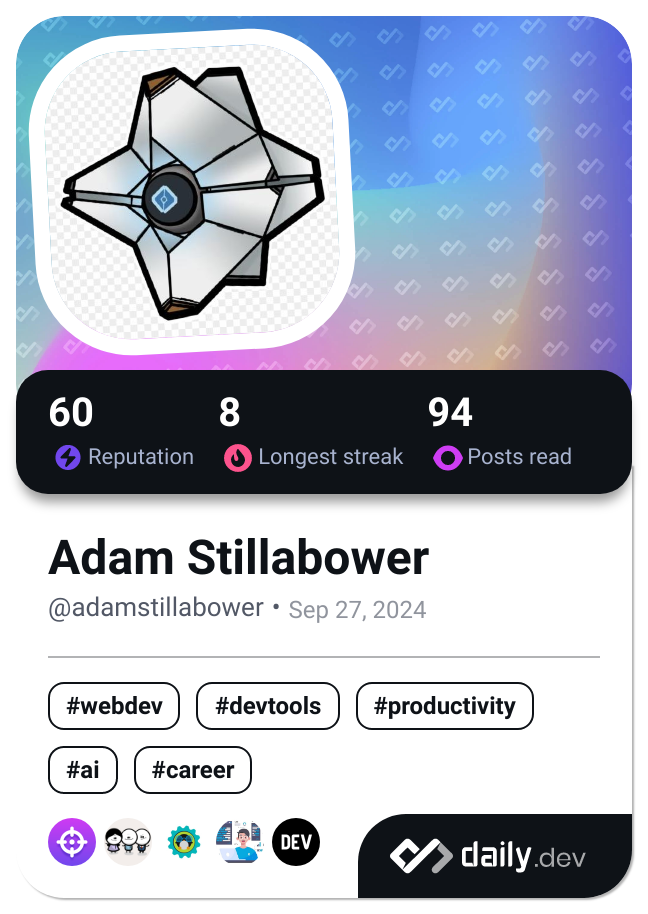 60 8 94
Reputation Longest streak Posts read
Adam Stillabower
@adamstillabower • Sep 27, 2024
#webdev #devtools #productivity
#ai #career
DEV
daily.dev